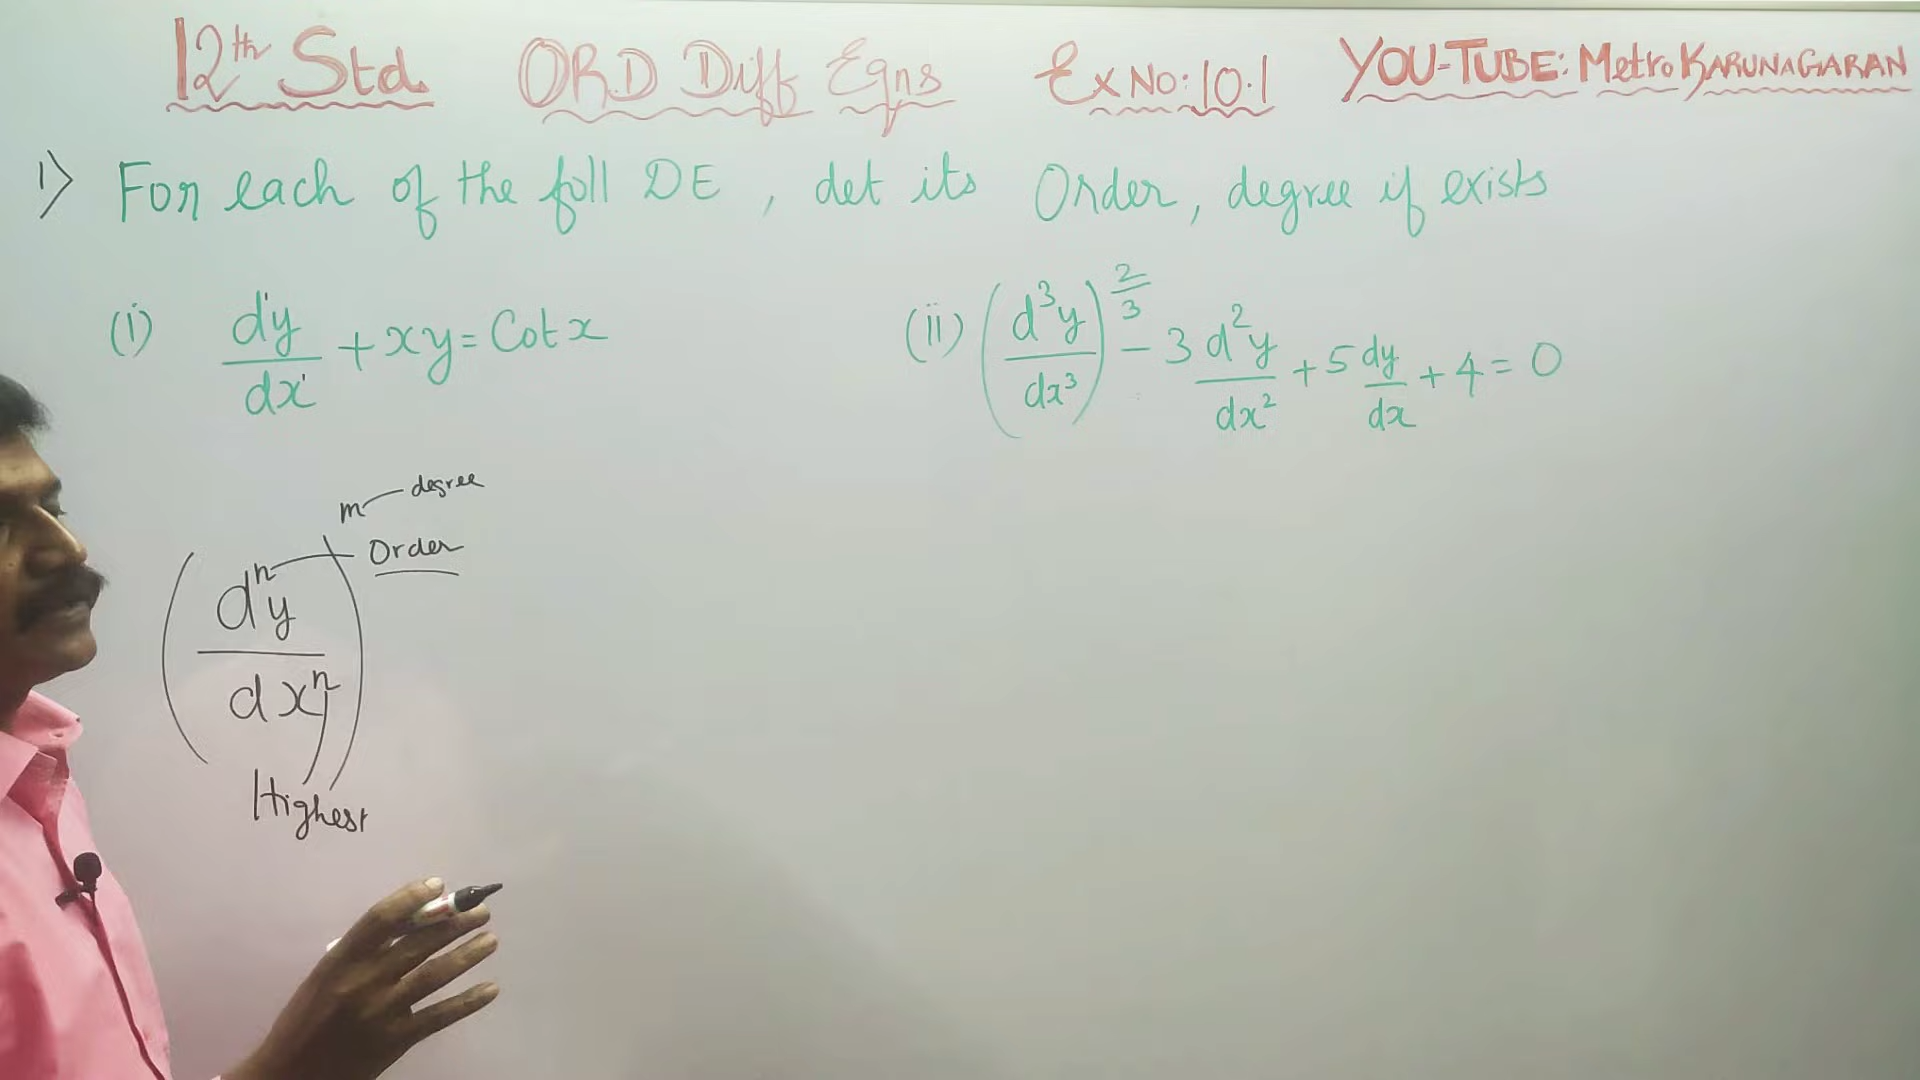 12th Std. ORD Diff Eqns Ex No: 10.1 YOU-TUBE: Metro KARUNAGARAN
1) For each of the foll DE, det its Order, degree if exists
(i) dy/dx + xy = Cot x (ii) (d³y/dx³)^(2/3) - 3 d²y/dx² + 5 dy/dx + 4 = 0
m degree
Order
(dⁿy/dxⁿ)
Highest